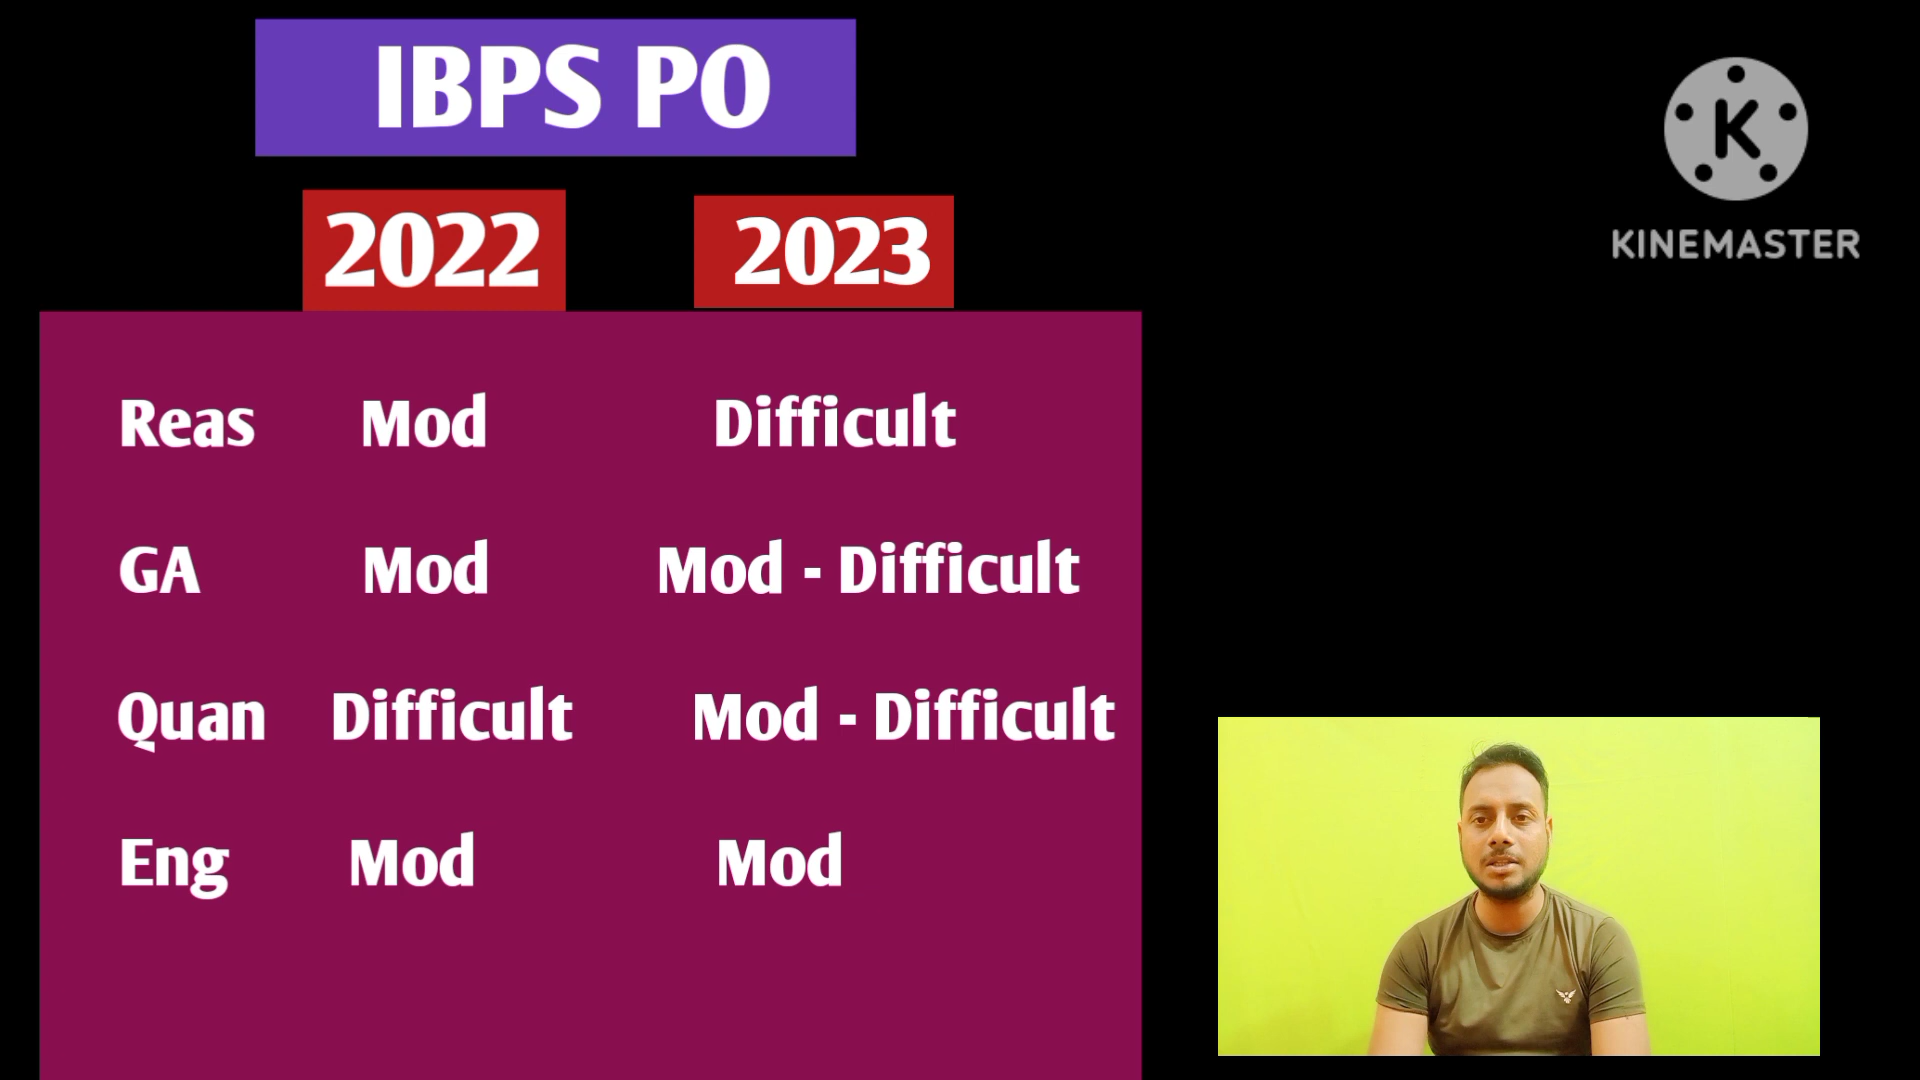 IBPS PO
2022 2023
K
KINEMASTER
Reas Mod Difficult
GA Mod Mod - Difficult
Quan Difficult Mod - Difficult
Eng Mod Mod